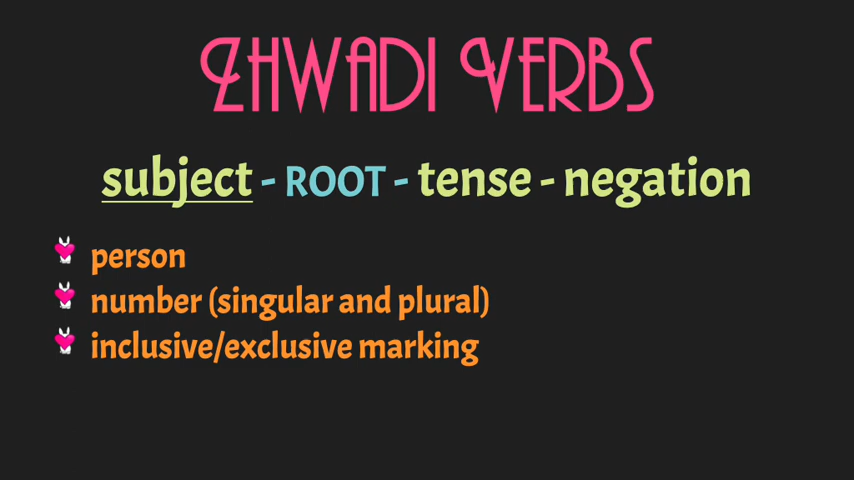 Zhwadi Verbs
subject - ROOT - tense - negation
person
number (singular and plural)
inclusive/exclusive marking